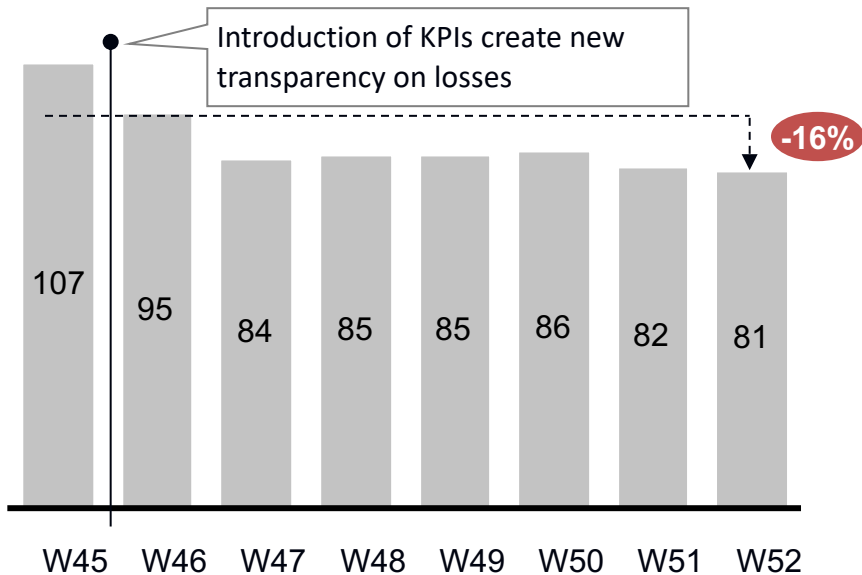 Introduction of KPIs create new
transparency on losses
-16%
107
95
84
85
85
86
82
81
W45
W46
W47
W48
W49
W50
W51
W52